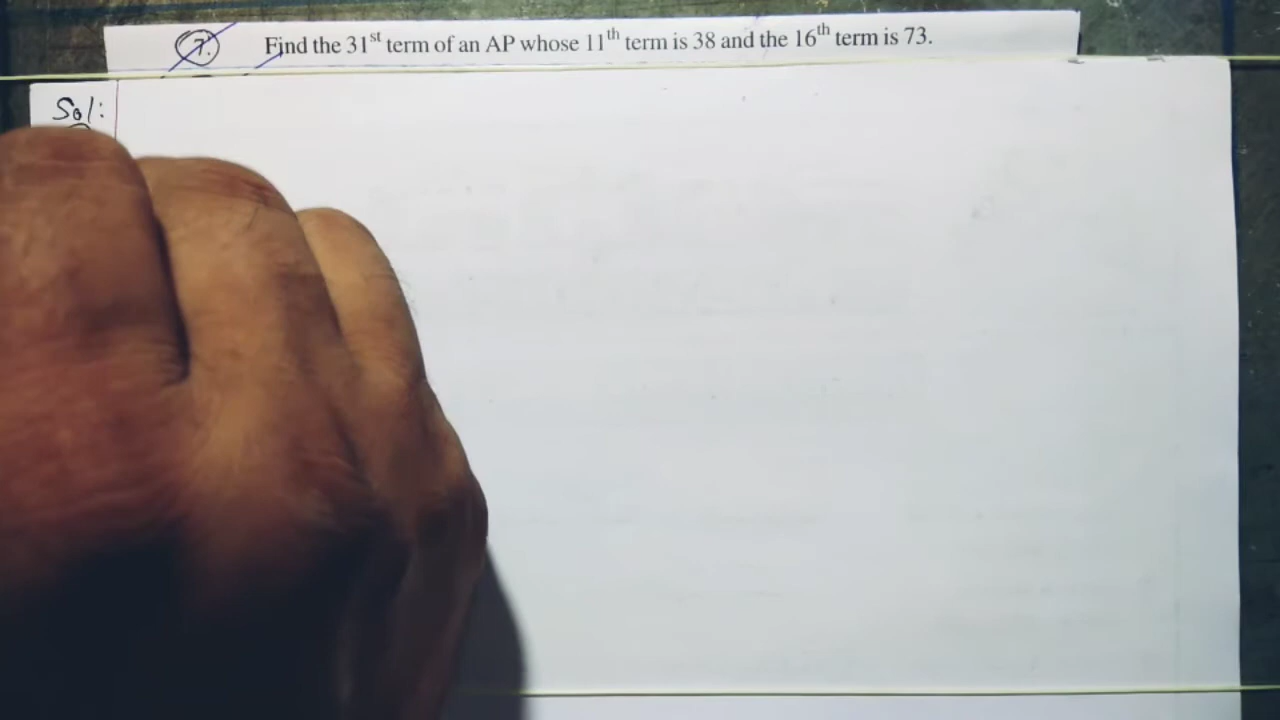 7. Find the 31st term of an AP whose 11th term is 38 and the 16th term is 73.
Sol: